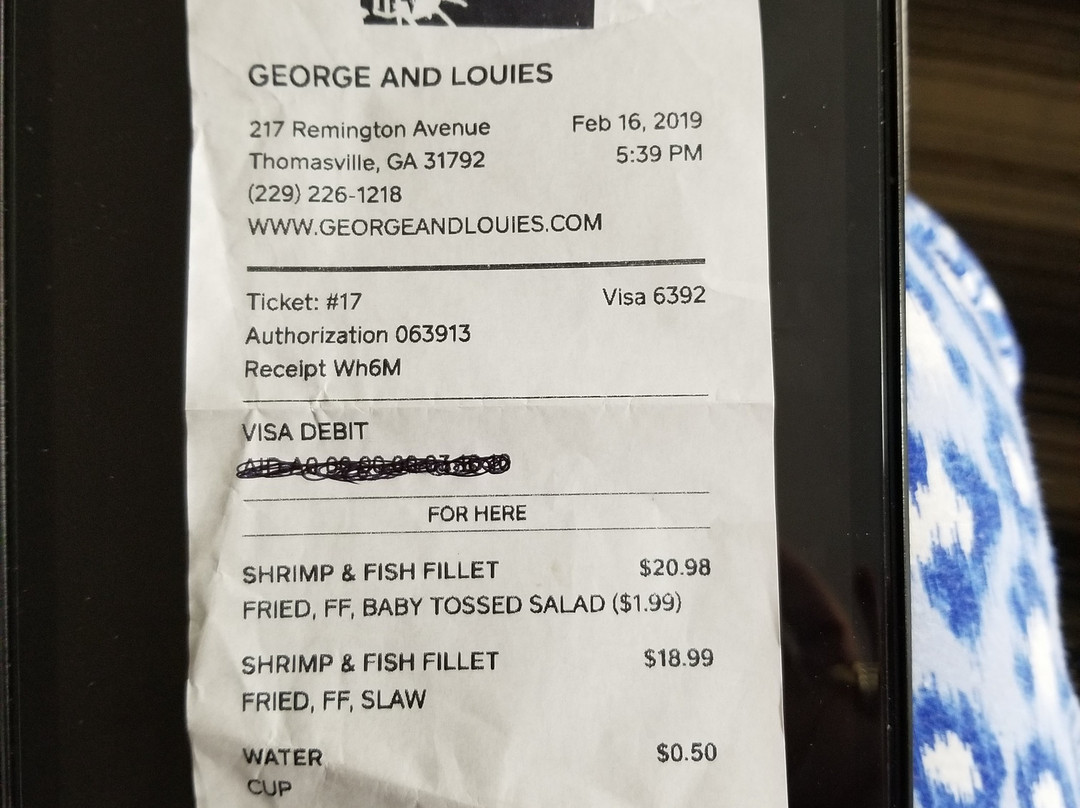 GEORGE AND LOUIES
217 Remington Avenue Feb 16, 2019
Thomasville, GA 31792 5:39 PM
(229) 226-1218
WWW.GEORGEANDLOUIES.COM
Ticket: #17 Visa 6392
Authorization 063913
Receipt Wh6M
VISA DEBIT
FOR HERE
SHRIMP & FISH FILLET $20.98
FRIED, FF, BABY TOSSED SALAD ($1.99)
SHRIMP & FISH FILLET $18.99
FRIED, FF, SLAW
WATER $0.50
CUP